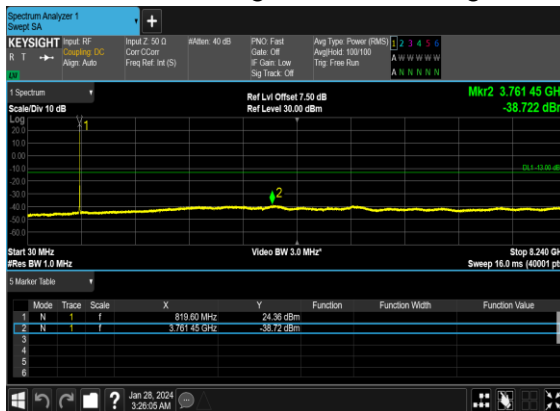 Spectrum Analyzer 1
Swept SA
+
KEYSIGHT Input: RF Input Z: 50 Ω #Atten: 40 dB PNO: Fast Avg Type: Power (RMS) 1 2 3 4 5 6
R T Coupling: DC Corr CCorr Gate: Off Avg|Hold: 100/100 A W W W W W
Align: Auto Freq Ref: Int (S) IF Gain: Low Trig: Free Run
Sig Track: Off A N N N N N
1 Spectrum Ref Lvl Offset 7.50 dB Mkr2 3.761 45 GH
Scale/Div 10 dB Ref Level 30.00 dBm -38.722 dBr
Log
20.0
10.0
0.00
-10.0
DL1 -13.00 dB
-20.0
-30.0
-40.0
-50.0
-60.0
1
2
Start 30 MHz Video BW 3.0 MHz* Stop 8.240 GH
#Res BW 1.0 MHz Sweep 16.0 ms (40001 pt
5 Marker Table
Mode Trace Scale X Y Function Function Width Function Value
1 N 1 f 819.60 MHz 24.36 dBm
2 N 1 f 3.761 45 GHz -38.72 dBm
3
4
5
6
? Jan 28, 2024
3:26:05 AM